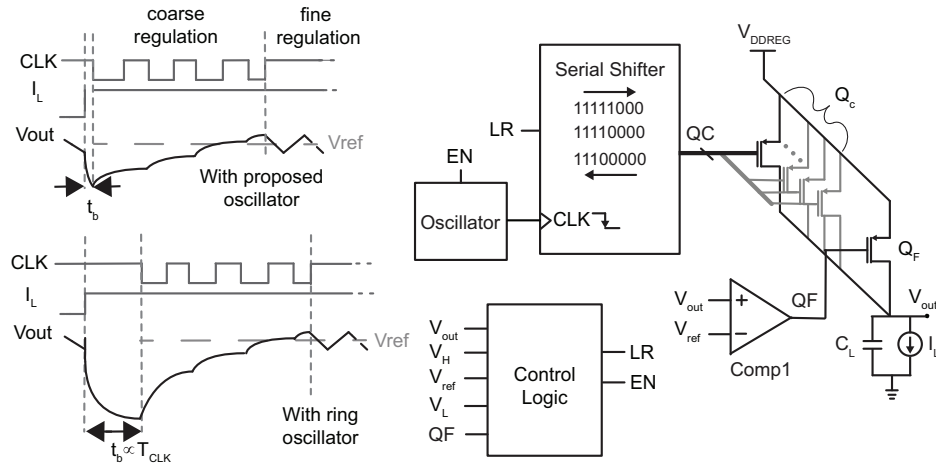 coarse regulation
fine regulation
CLK
I_L
Vout
Vref
With proposed oscillator
t_b
CLK
I_L
Vout
Vref
With ring oscillator
t_b ∝ T_CLK
V_DDREG
Q_c
Serial Shifter
11111000
11110000
11100000
LR
QC
EN
Oscillator
CLK
Q_F
QF
V_out
V_out
+
V_ref
−
Comp1
C_L
I_L
V_out
V_H
V_ref
V_L
QF
Control Logic
LR
EN